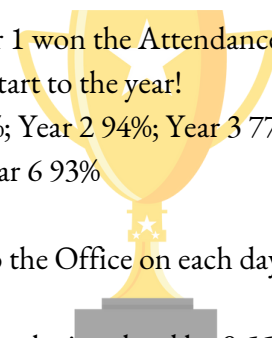 1 won the Attendance
tart to the year!
; Year 2 94%; Year 3 77
ar 6 93%
the Office on each day